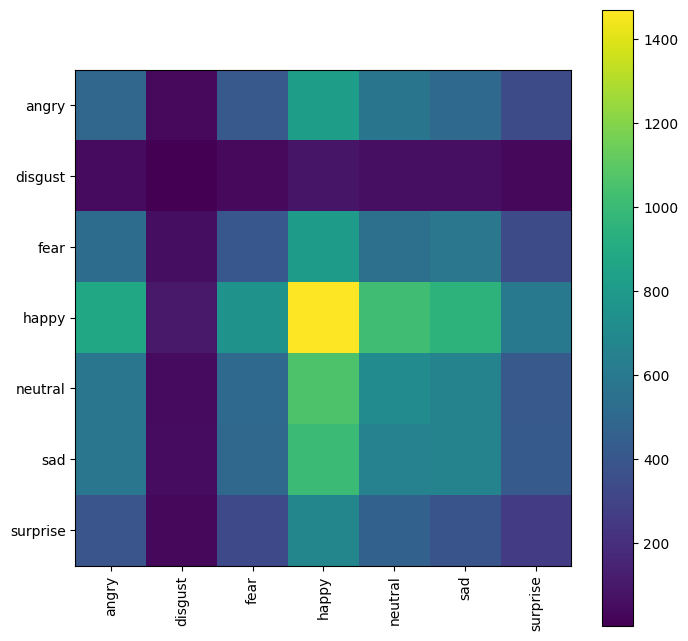 angry
disgust
fear
happy
neutral
sad
surprise
angry
disgust
fear
happy
neutral
sad
surprise
1400
1200
1000
800
600
400
200